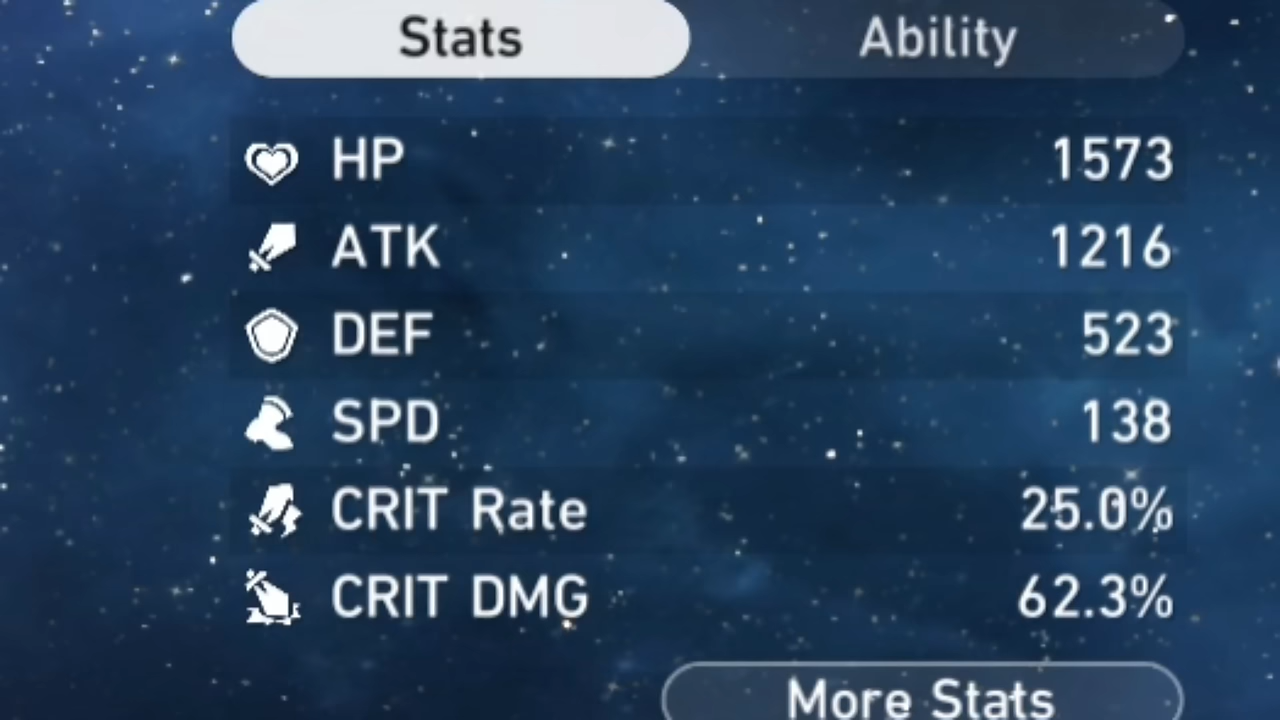 Stats Ability
HP 1573
ATK 1216
DEF 523
SPD 138
CRIT Rate 25.0%
CRIT DMG 62.3%
More Stats